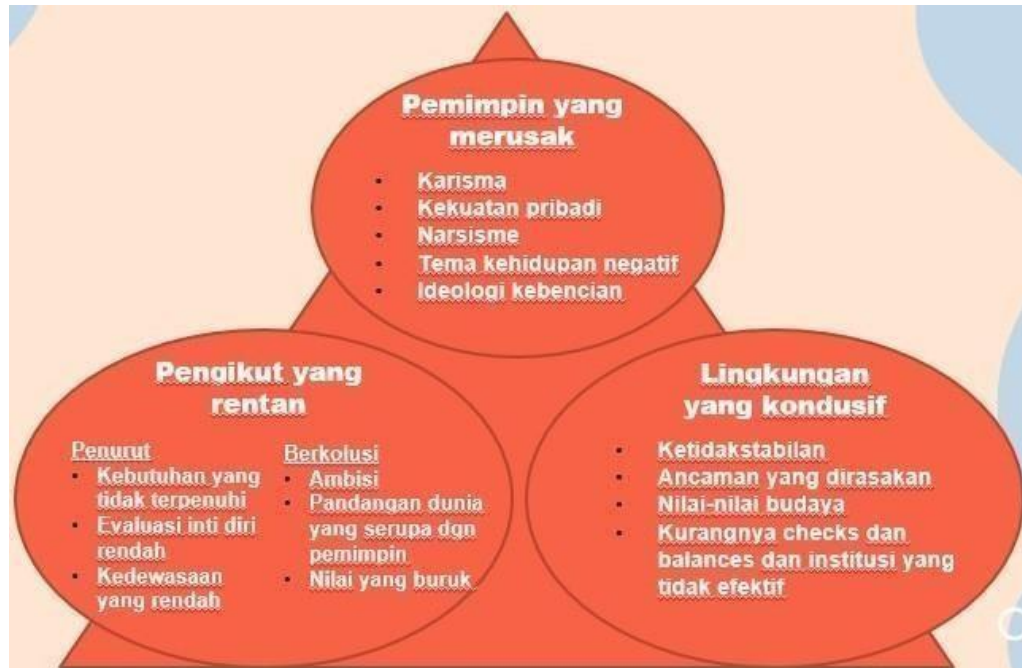 Pemimpin yang
merusak
• Karisma
• Kekuatan pribadi
• Narsisme
• Tema kehidupan negatif
• Ideologi kebencian
Pengikut yang
rentan
Penurut
• Kebutuhan yang
tidak terpenuhi
• Evaluasi inti diri
rendah
• Kedewasaan
yang rendah
Berkolusi
• Ambisi
• Pandangan dunia
yang serupa dgn
pemimpin
• Nilai yang buruk
Lingkungan
yang kondusif
• Ketidakstabilan
• Ancaman yang dirasakan
• Nilai-nilai budaya
• Kurangnya checks dan
balances dan institusi yang
tidak efektif